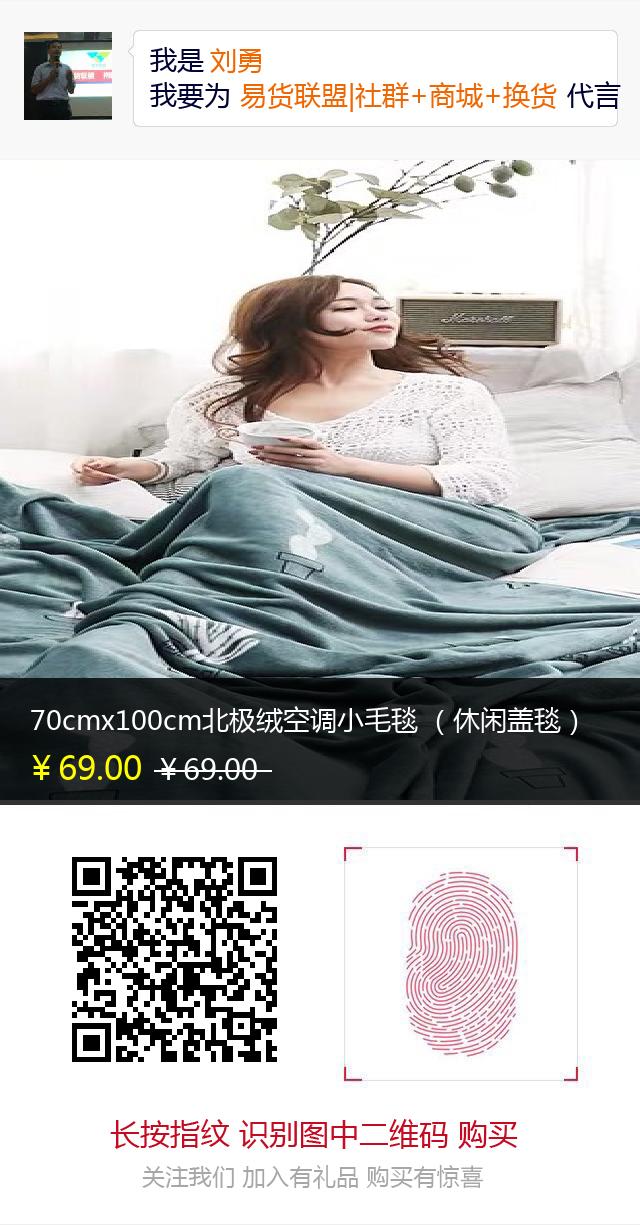 我是 刘勇
我要为 易货联盟|社群+商城+换货 代言
Marshall
70cmx100cm北极绒空调小毛毯 （休闲盖毯）
¥69.00 ¥69.00
长按指纹 识别图中二维码 购买
关注我们 加入有礼品 购买有惊喜